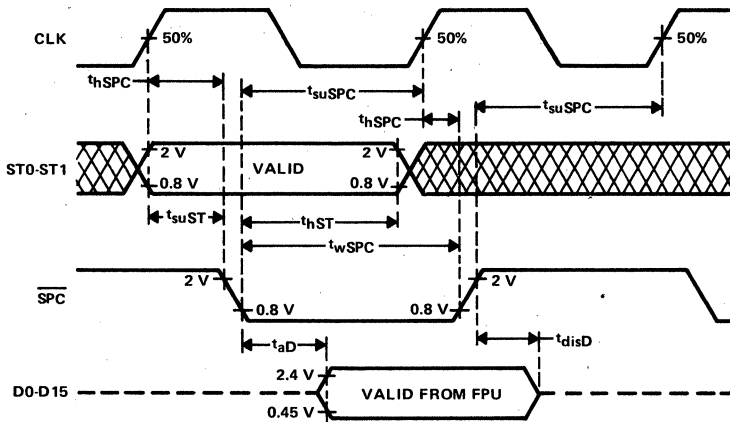 CLK
50%
50%
50%
thSPC
tsuSPC
thSPC
tsuSPC
ST0-ST1
2 V
0.8 V
VALID
2 V
0.8 V
tsuST
thST
twSPC
SPC
2 V
0.8 V
0.8 V
2 V
taD
tdisD
D0-D15
2.4 V
0.45 V
VALID FROM FPU